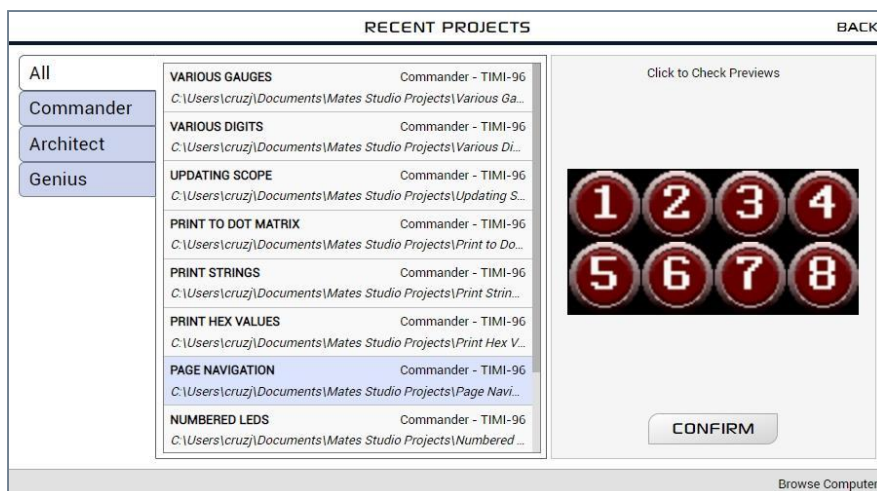 RECENT PROJECTS
BACK
All
Commander
Architect
Genius
VARIOUS GAUGES Commander - TIMI-96
C:\Users\cruzj\Documents\Mates Studio Projects\Various Ga...
VARIOUS DIGITS Commander - TIMI-96
C:\Users\cruzj\Documents\Mates Studio Projects\Various Di...
UPDATING SCOPE Commander - TIMI-96
C:\Users\cruzj\Documents\Mates Studio Projects\Updating S...
PRINT TO DOT MATRIX Commander - TIMI-96
C:\Users\cruzj\Documents\Mates Studio Projects\Print to Do...
PRINT STRINGS Commander - TIMI-96
C:\Users\cruzj\Documents\Mates Studio Projects\Print Strin...
PRINT HEX VALUES Commander - TIMI-96
C:\Users\cruzj\Documents\Mates Studio Projects\Print Hex V...
PAGE NAVIGATION Commander - TIMI-96
C:\Users\cruzj\Documents\Mates Studio Projects\Page Navi...
NUMBERED LEDS Commander - TIMI-96
C:\Users\cruzj\Documents\Mates Studio Projects\Numbered ...
Click to Check Previews
1 2 3 4
5 6 7 8
CONFIRM
Browse Computer